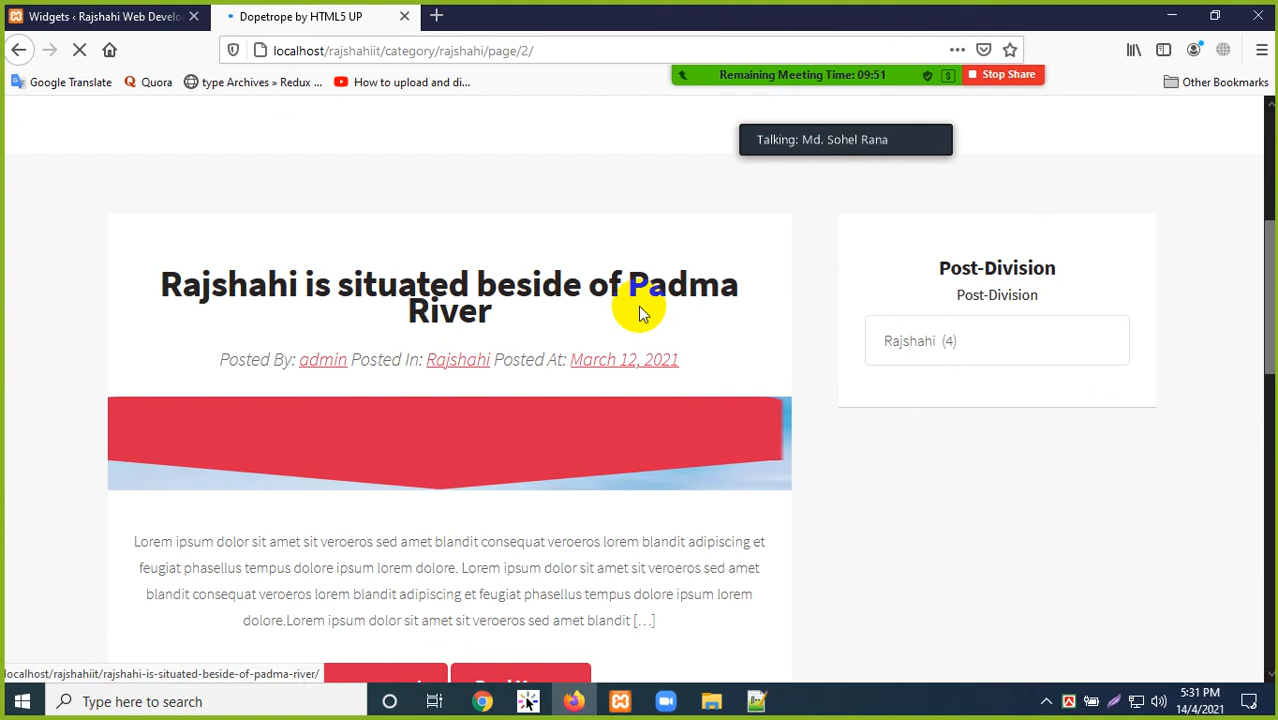 Widgets ‹ Rajshahi Web Develo
Dopetrope by HTML5 UP
localhost/rajshahiit/category/rajshahi/page/2/
Google Translate
Quora
type Archives » Redux ...
How to upload and di...
Remaining Meeting Time: 09:51
Stop Share
Other Bookmarks
Talking: Md. Sohel Rana
Rajshahi is situated beside of Padma
River
Posted By: admin Posted In: Rajshahi Posted At: March 12, 2021
Post-Division
Post-Division
Rajshahi (4)
Lorem ipsum dolor sit amet sit veroeros sed amet blandit consequat veroeros lorem blandit adipiscing et
feugiat phasellus tempus dolore ipsum lorem dolore. Lorem ipsum dolor sit amet sit veroeros sed amet
blandit consequat veroeros lorem blandit adipiscing et feugiat phasellus tempus dolore ipsum lorem
dolore.Lorem ipsum dolor sit amet sit veroeros sed amet blandit […]
localhost/rajshahiit/rajshahi-is-situated-beside-of-padma-river/
Type here to search
5:31 PM
14/4/2021